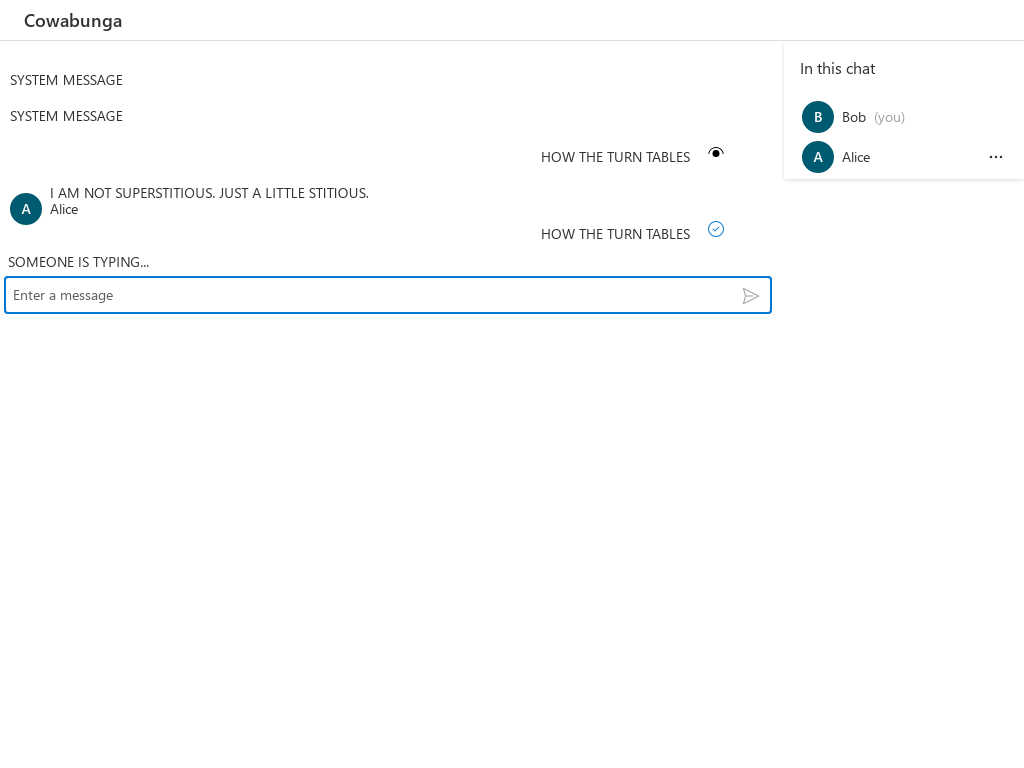 Cowabunga
SYSTEM MESSAGE
SYSTEM MESSAGE
HOW THE TURN TABLES
A
I AM NOT SUPERSTITIOUS. JUST A LITTLE STITIOUS.
Alice
HOW THE TURN TABLES
SOMEONE IS TYPING...
Enter a message
In this chat
B Bob (you)
A Alice